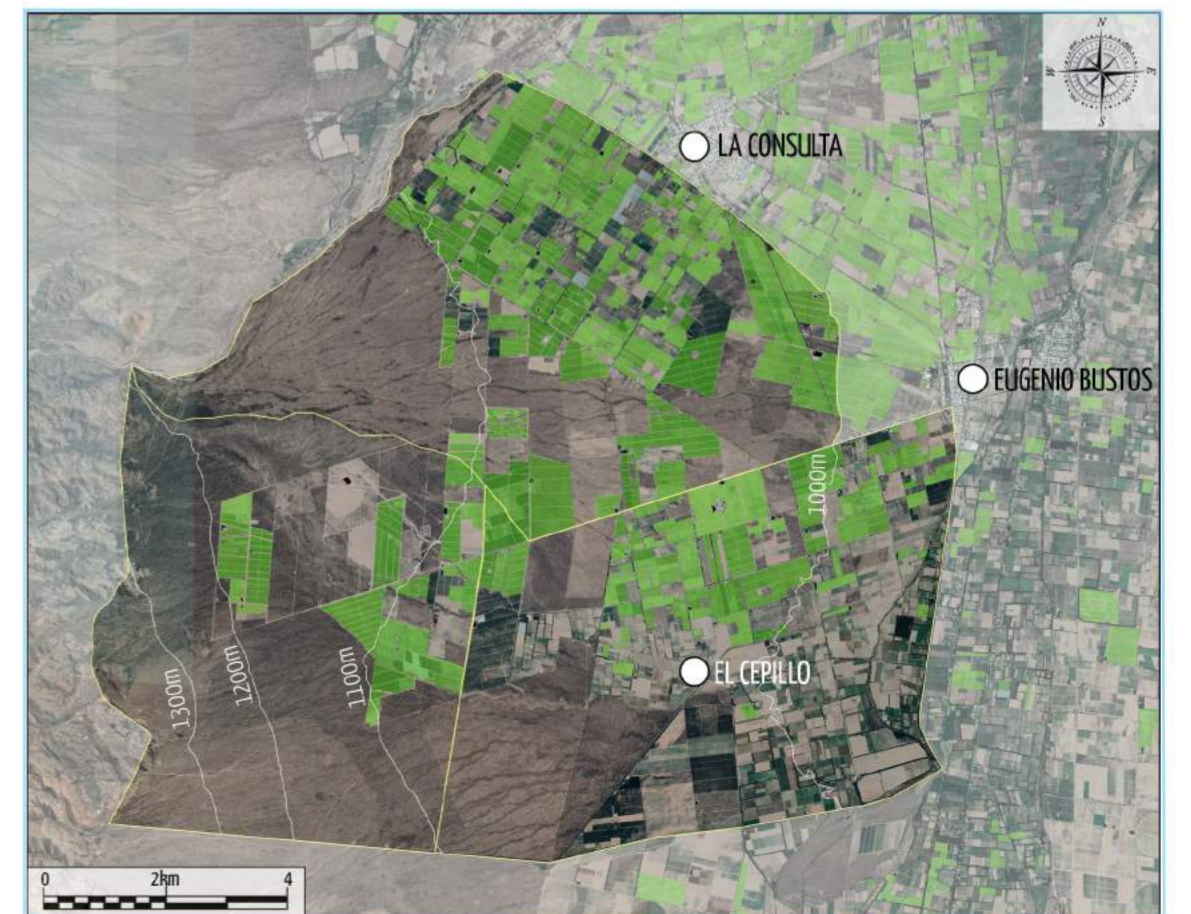 N
W
E
S
LA CONSULTA
EUGENIO BUSTOS
1000m
EL CEPILLO
1300m
1200m
1100m
0 2km 4